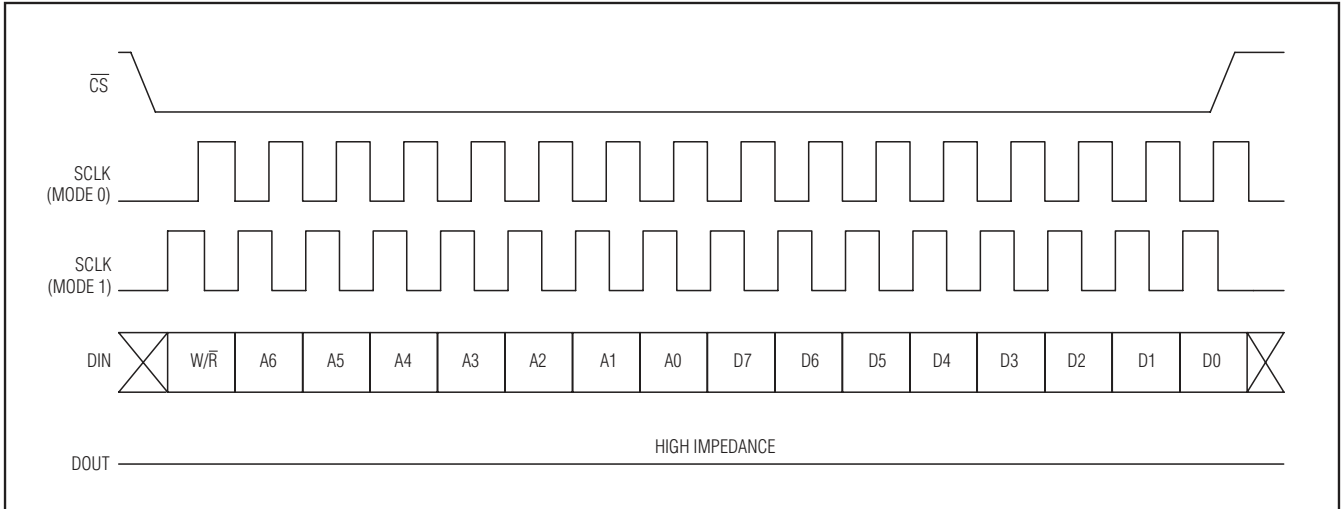 C̅S̅
SCLK
(MODE 0)
SCLK
(MODE 1)
DIN W/R̅ A6 A5 A4 A3 A2 A1 A0 D7 D6 D5 D4 D3 D2 D1 D0
HIGH IMPEDANCE
DOUT